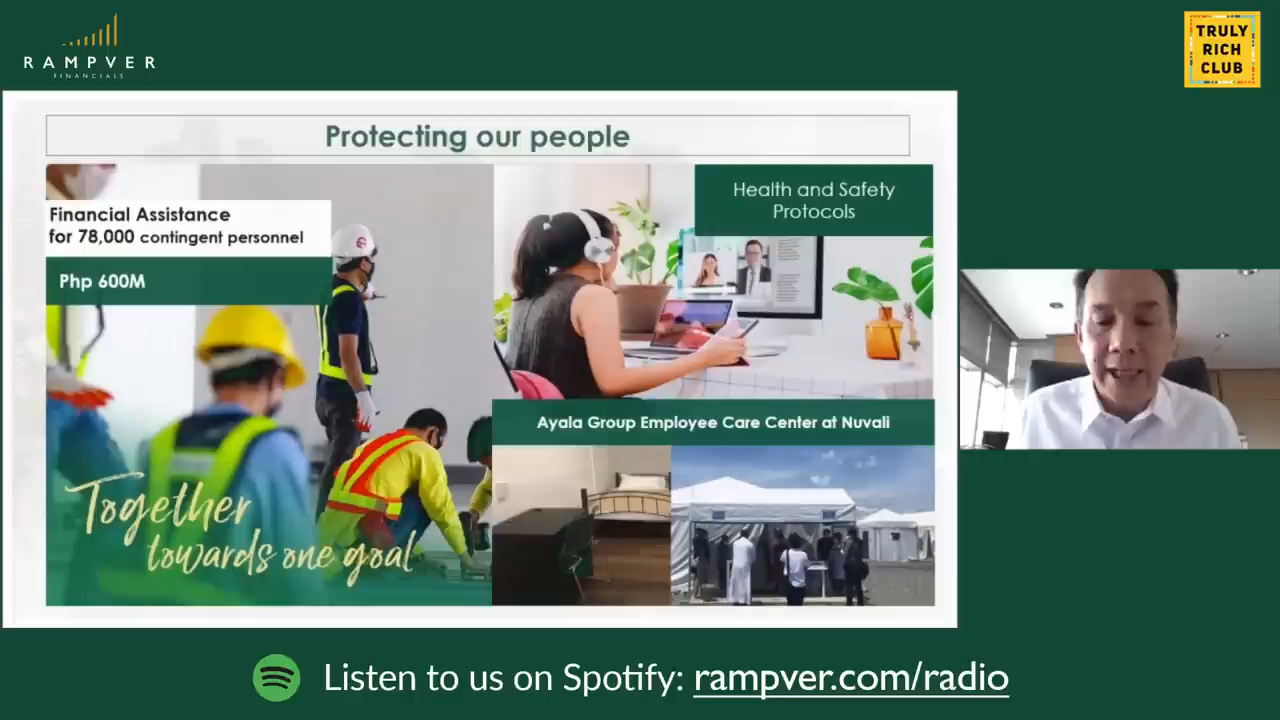 RAMPVER
FINANCIALS
TRULY
RICH
CLUB
Protecting our people
Financial Assistance
for 78,000 contingent personnel
Php 600M
Health and Safety
Protocols
Ayala Group Employee Care Center at Nuvali
Together
towards one goal
Listen to us on Spotify: rampver.com/radio